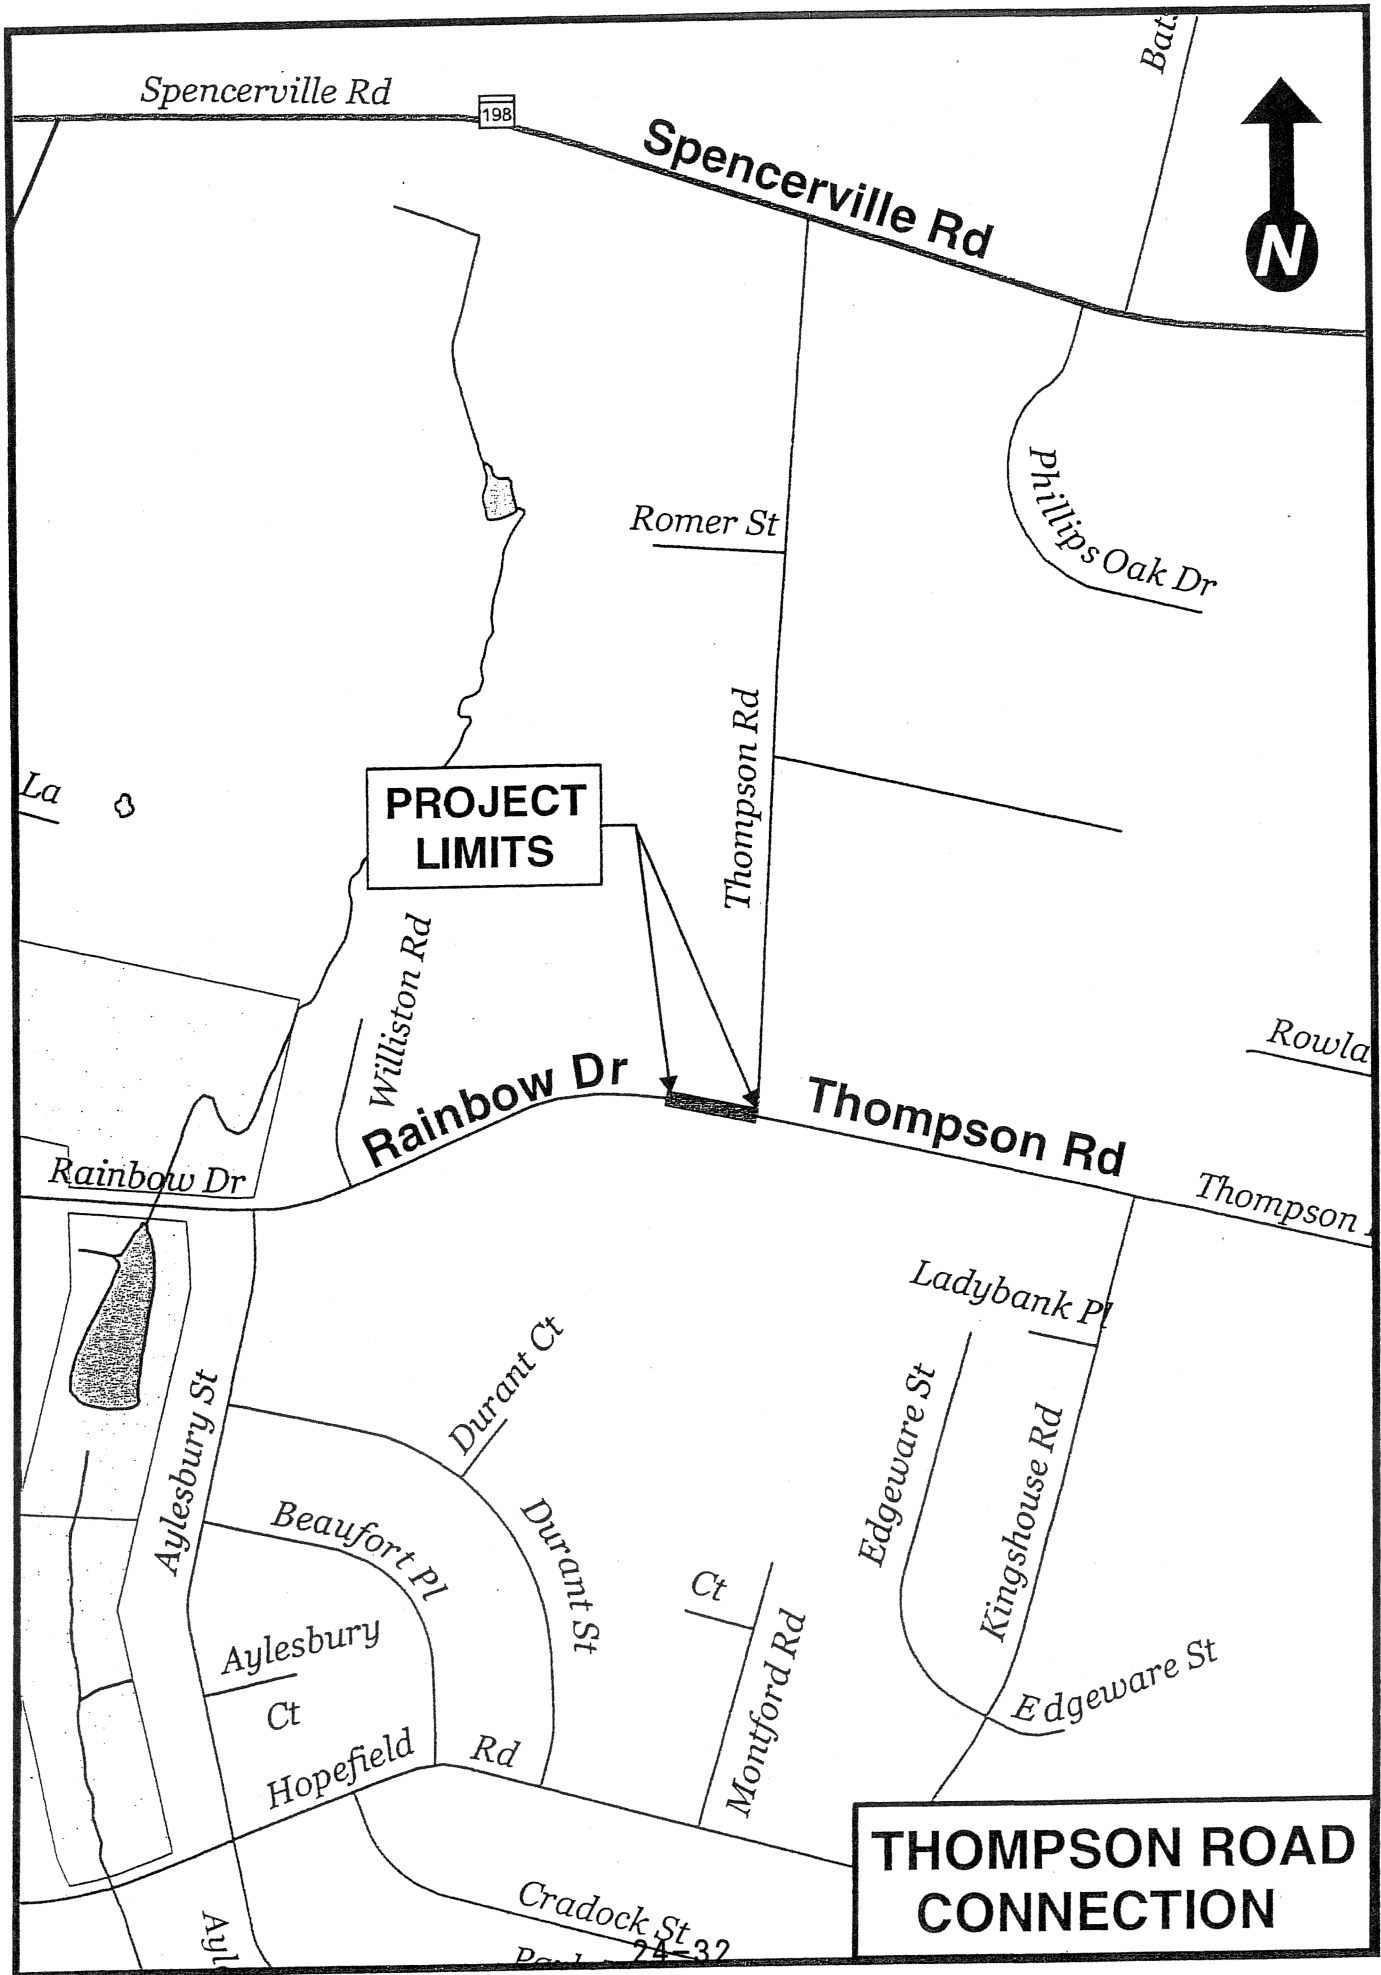 Spencerville Rd
198
Spencerville Rd
N
Phillips Oak Dr
Romer St
Thompson Rd
La
PROJECT
LIMITS
Williston Rd
Rainbow Dr
Thompson Rd
Rainbow Dr
Thompson
Ladybank Pl
Durant Ct
Edgeware St
Aylesbury St
Kingshouse Rd
Beaufort Pl
Durant St
Ct
Montford Rd
Aylesbury
Ct
Edgeware St
Hopefield Rd
THOMPSON ROAD
CONNECTION
Cradock St
24-32